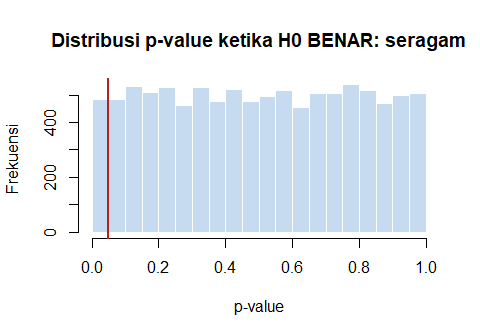 Distribusi p-value ketika H0 BENAR: seragam
Frekuensi
400
200
0
0.0 0.2 0.4 0.6 0.8 1.0
p-value